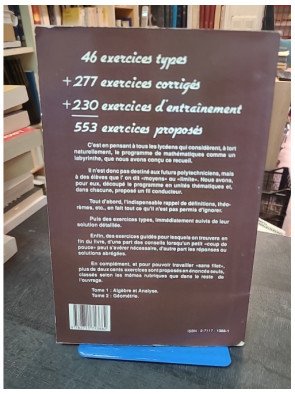 46 exercices types
+277 exercices corrigés
+230 exercices d'entraînement
553 exercices proposés
C'est en pensant à tous les lycéens qui considèrent, à tort
naturellement, le programme de mathématiques comme un
labyrinthe, que nous avons conçu ce recueil.
Il n'est donc pas destiné aux futurs polytechniciens, mais
à des élèves que l'on dit «moyens» ou «limite». Nous avons,
pour eux, découpé le programme en unités thématiques et,
dans chacune, proposé un fil conducteur.
Tout d'abord, l'indispensable rappel de définitions, théo-
rèmes, etc., en fait tout ce qu'il n'est pas permis d'ignorer.
Puis des exercices types, immédiatement suivis de leur
solution détaillée.
Enfin, des exercices guidés pour lesquels on trouvera en
fin du livre, d'une part des conseils lorsqu'un petit «coup de
pouce» peut s'avérer nécessaire, d'autre part les réponses ou
solutions abrégées.
En complément, et pour pouvoir travailler «sans filet»,
plus de deux cents exercices sont proposés en énoncés seuls,
classés selon les mêmes rubriques que dans le reste de
l'ouvrage.
Tome 1 : Algèbre et Analyse.
Tome 2 : Géométrie.
ISBN 2-7117